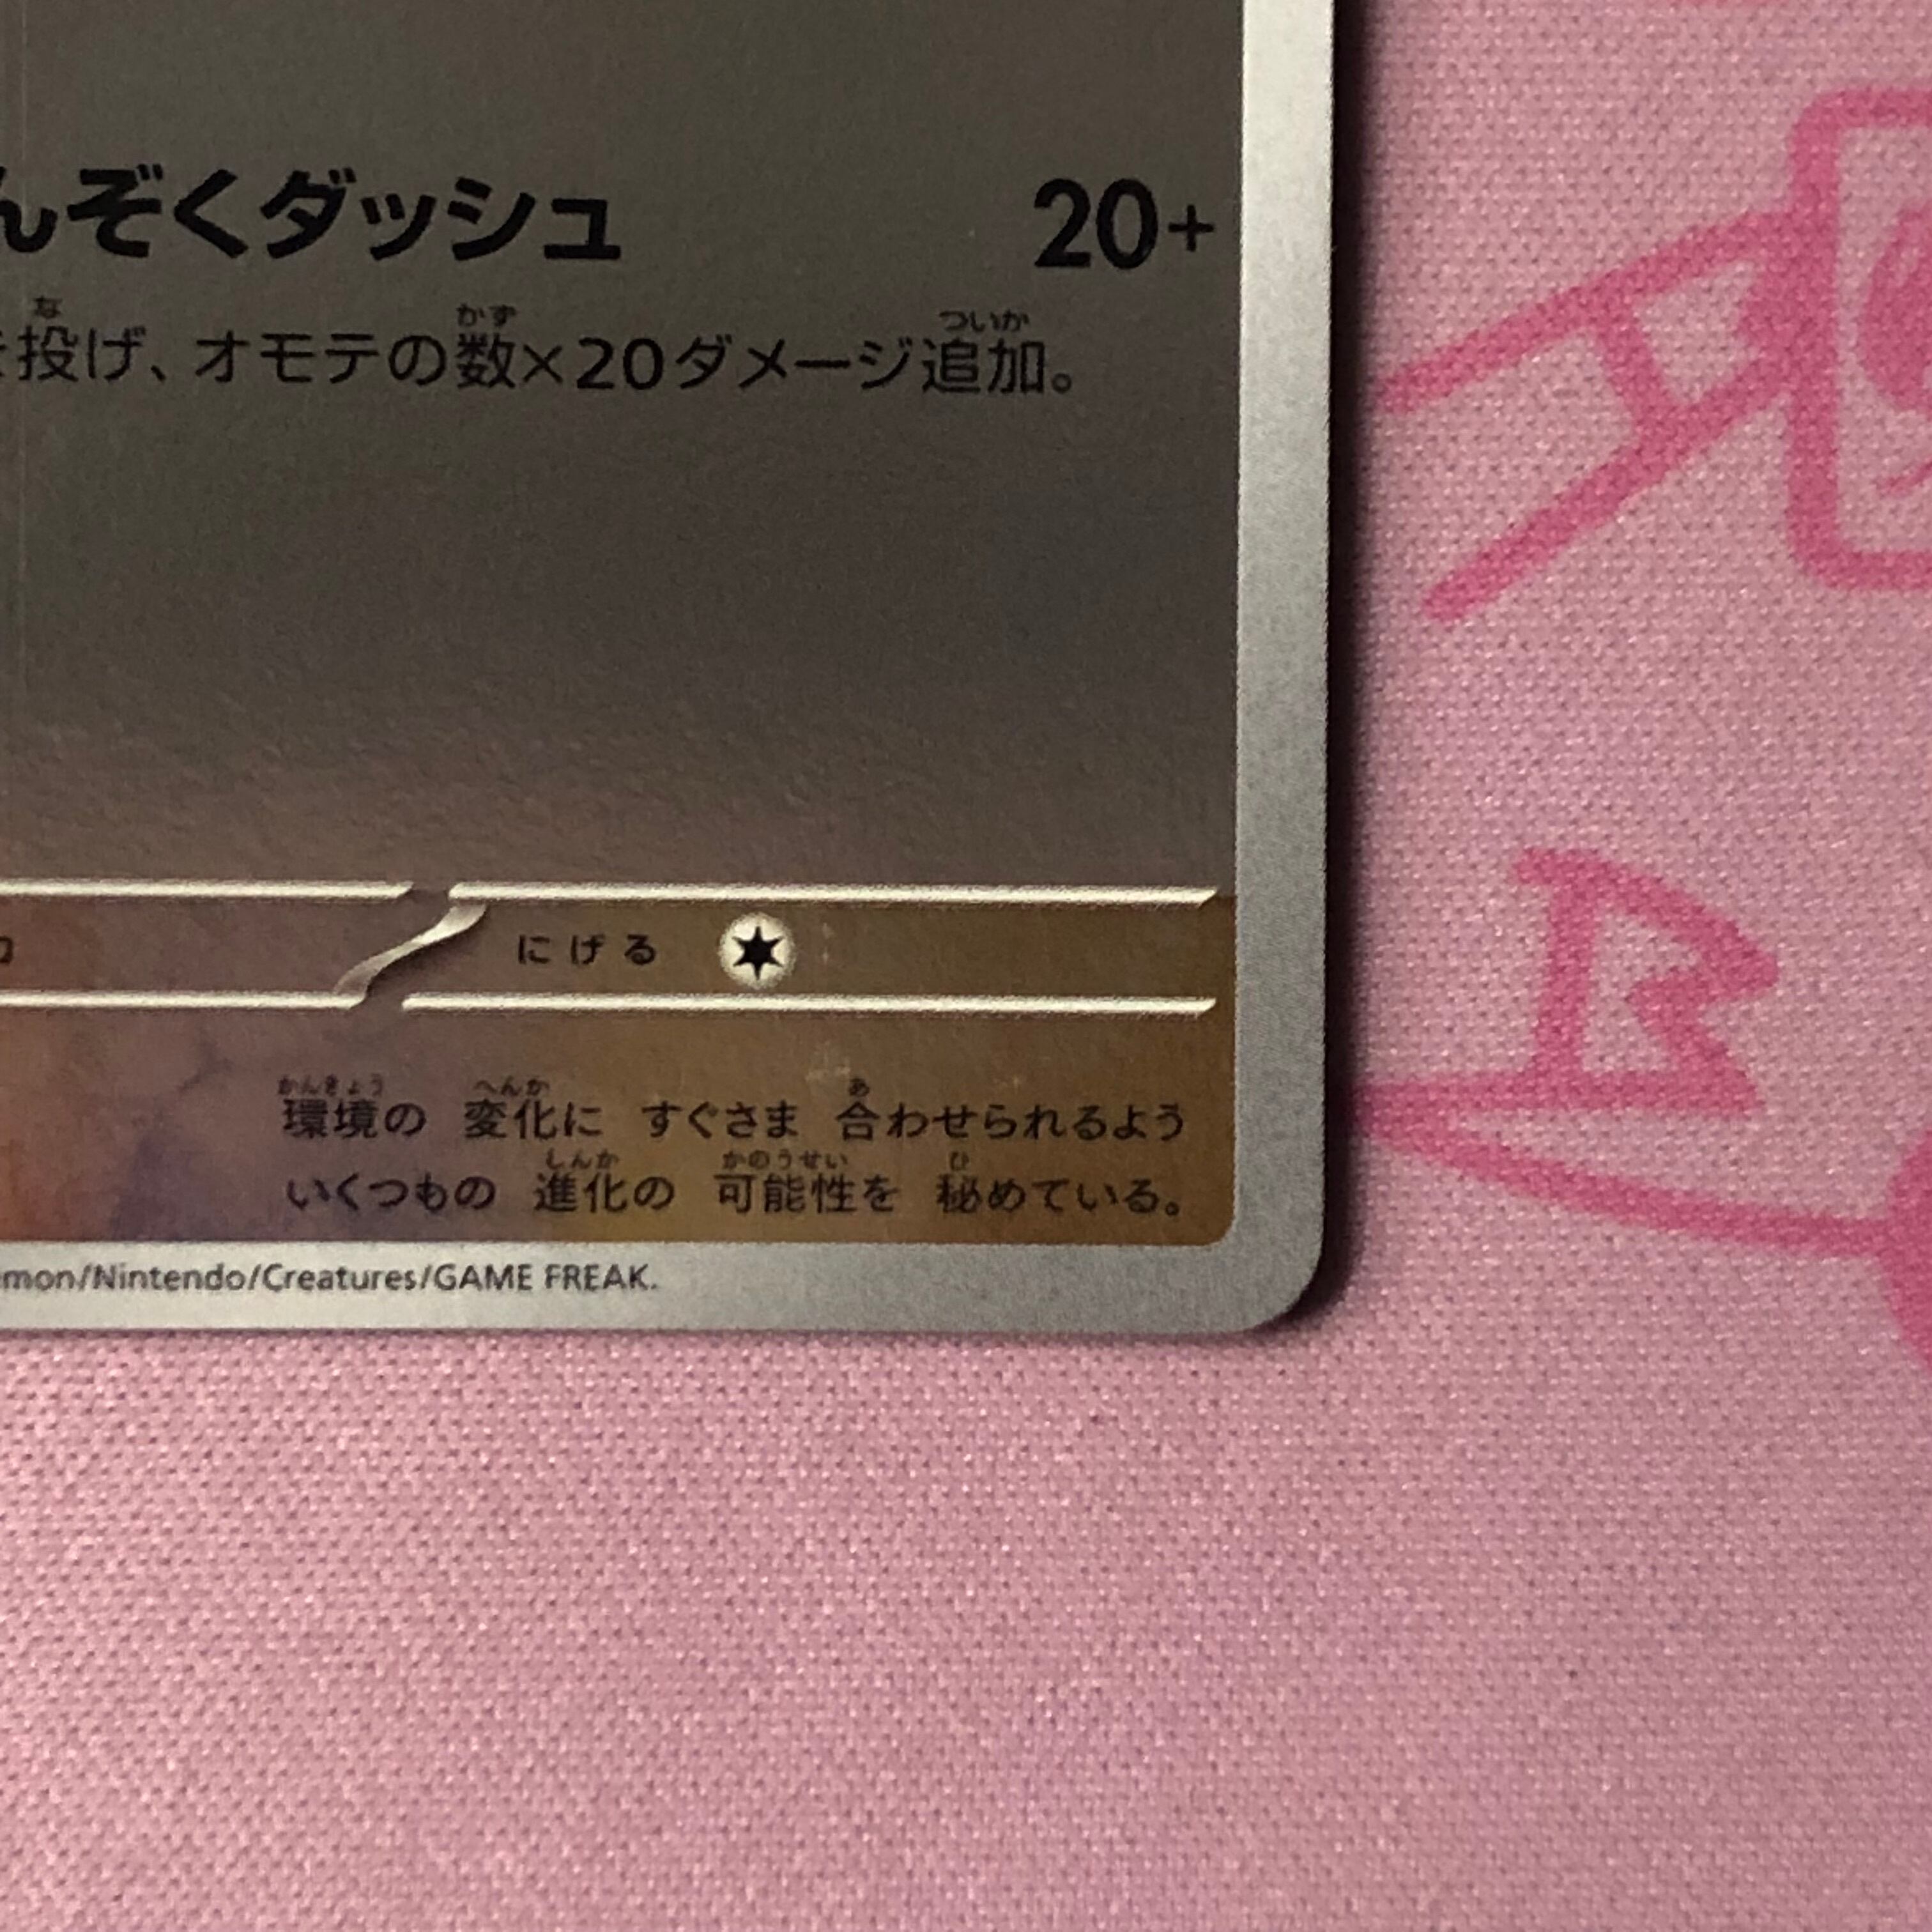 んぞくダッシュ 20+
投げ、オモテの数×20ダメージ追加。
にげる
環境の 変化に すぐさま 合わせられるよう
いくつもの 進化の 可能性を 秘めている。
mon/Nintendo/Creatures/GAME FREAK.